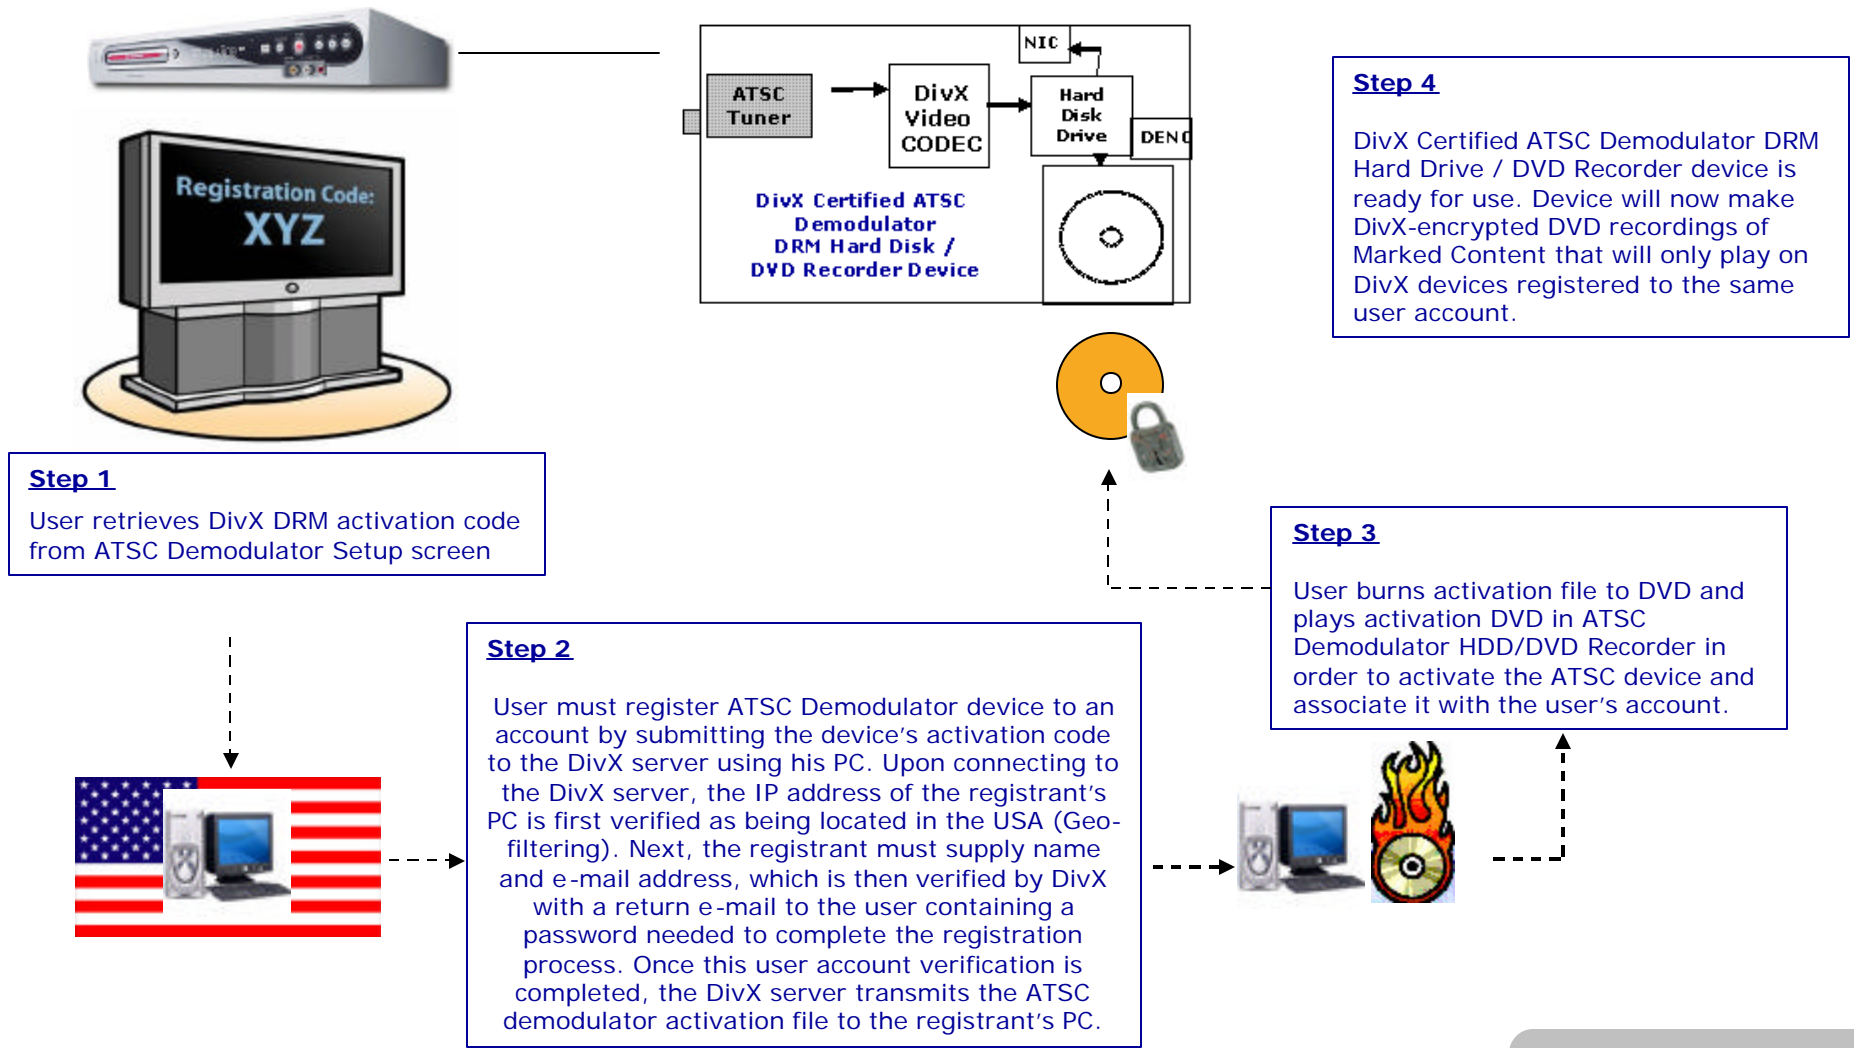 Registration Code:
XYZ
NIC
ATSC
Tuner
DivX
Video
CODEC
Hard
Disk
Drive
DENC
DivX Certified ATSC
Demodulator
DRM Hard Disk /
DVD Recorder Device
Step 4
DivX Certified ATSC Demodulator DRM
Hard Drive / DVD Recorder device is
ready for use. Device will now make
DivX-encrypted DVD recordings of
Marked Content that will only play on
DivX devices registered to the same
user account.
Step 1
User retrieves DivX DRM activation code
from ATSC Demodulator Setup screen
Step 3
User burns activation file to DVD and
plays activation DVD in ATSC
Demodulator HDD/DVD Recorder in
order to activate the ATSC device and
associate it with the user's account.
Step 2
User must register ATSC Demodulator device to an
account by submitting the device's activation code
to the DivX server using his PC. Upon connecting to
the DivX server, the IP address of the registrant's
PC is first verified as being located in the USA (Geo-
filtering). Next, the registrant must supply name
and e-mail address, which is then verified by DivX
with a return e-mail to the user containing a
password needed to complete the registration
process. Once this user account verification is
completed, the DivX server transmits the ATSC
demodulator activation file to the registrant's PC.